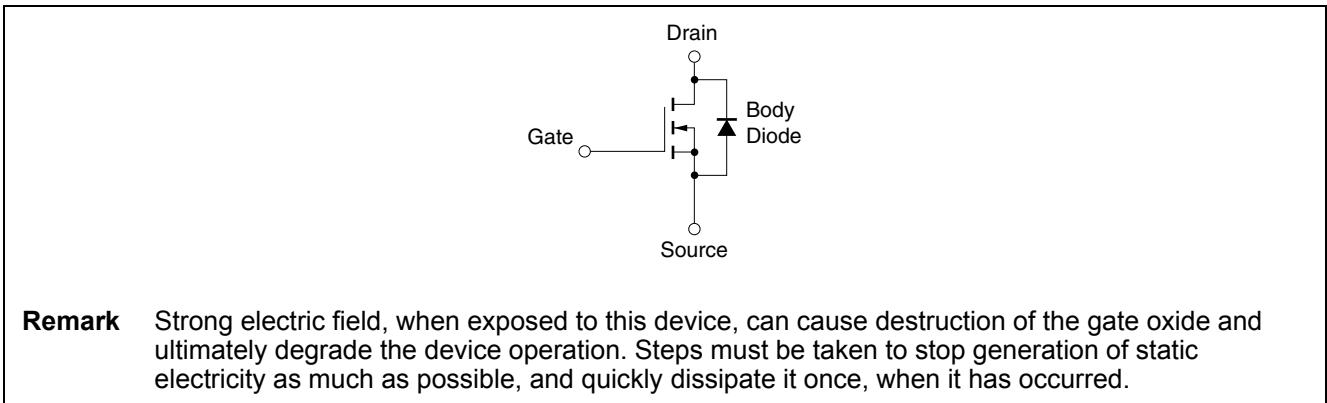 Drain
Body
Diode
Gate
Source
Remark Strong electric field, when exposed to this device, can cause destruction of the gate oxide and
ultimately degrade the device operation. Steps must be taken to stop generation of static
electricity as much as possible, and quickly dissipate it once, when it has occurred.